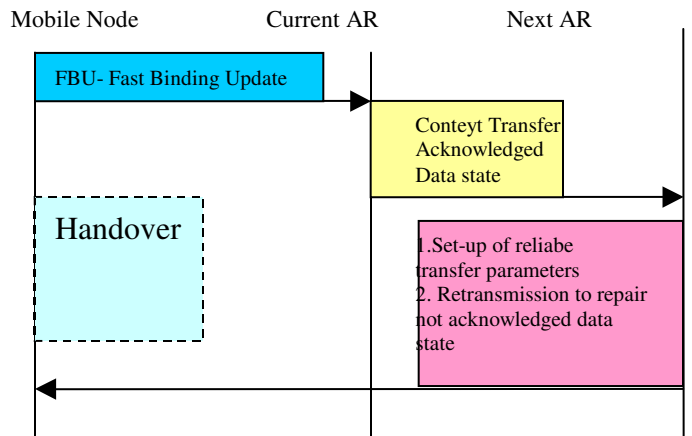 Mobile Node Current AR Next AR
FBU- Fast Binding Update
Conteyt Transfer
Acknowledged
Data state
Handover
1.Set-up of reliabe
transfer parameters
2. Retransmission to repair
not acknowledged data
state